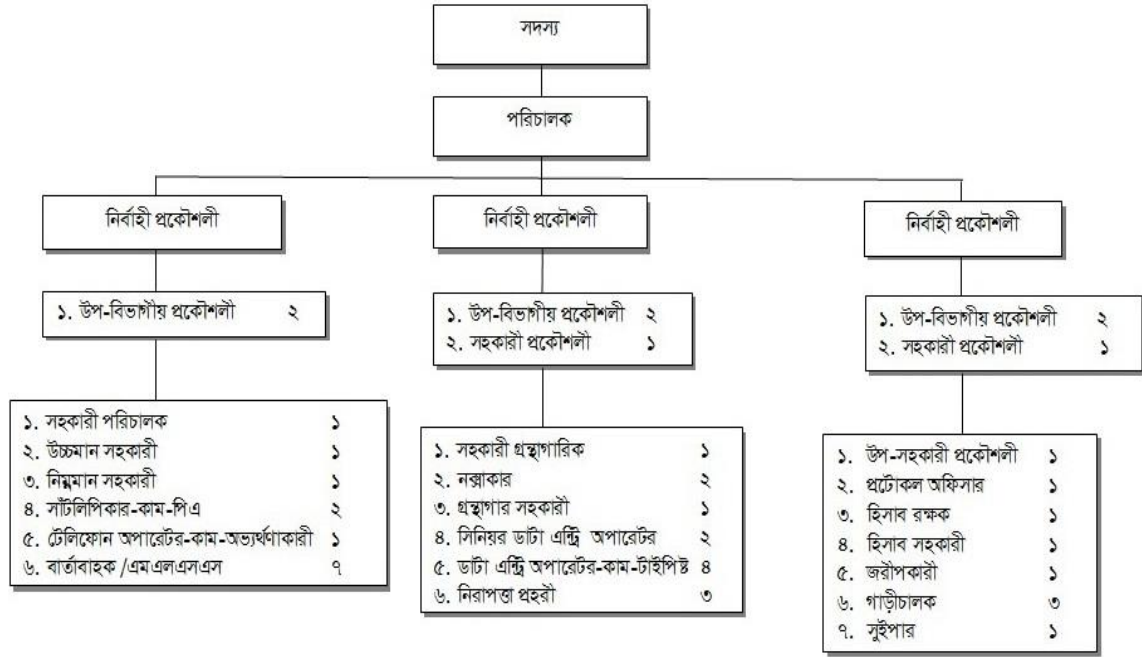 সদস্য
পরিচালক
নির্বাহী প্রকৌশলী
১. উপ-বিভাগীয় প্রকৌশলী ২
১. সহকারী পরিচালক ১
২. উচ্চমান সহকারী ১
৩. নিম্নমান সহকারী ১
৪. সাঁটলিপিকার-কাম-পিএ ২
৫. টেলিফোন অপারেটর-কাম-অভ্যর্থণাকারী ১
৬. বার্তাবাহক /এমএলএসএস ৭
নির্বাহী প্রকৌশলী
১. উপ-বিভাগীয় প্রকৌশলী ২
২. সহকারী প্রকৌশলী ১
১. সহকারী গ্রন্থাগারিক ১
২. নক্সাকার ২
৩. গ্রন্থাগার সহকারী ১
৪. সিনিয়র ডাটা এন্ট্রি অপারেটর ২
৫. ডাটা এন্ট্রি অপারেটর-কাম-টাইপিষ্ট ৪
৬. নিরাপত্তা প্রহরী ৩
নির্বাহী প্রকৌশলী
১. উপ-বিভাগীয় প্রকৌশলী ২
২. সহকারী প্রকৌশলী ১
১. উপ-সহকারী প্রকৌশলী ১
২. প্রটোকল অফিসার ১
৩. হিসাব রক্ষক ১
৪. হিসাব সহকারী ১
৫. জরীপকারী ১
৬. গাড়ীচালক ৩
৭. সুইপার ১